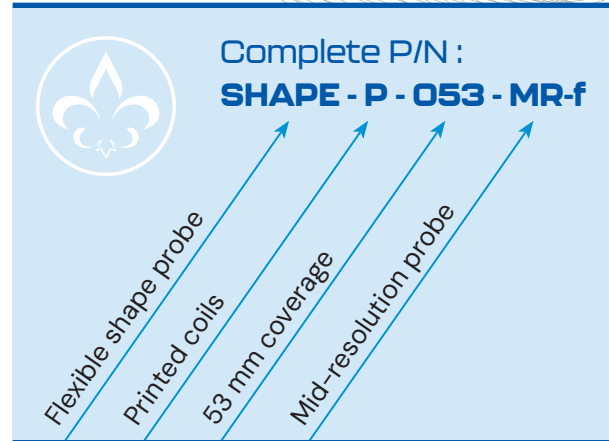 Complete P/N :
SHAPE - P - 053 - MR-f
Flexible shape probe
Printed coils
53 mm coverage
Mid-resolution probe